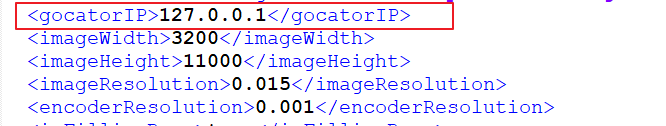 <gocatorIP>127.0.0.1</gocatorIP>
<imageWidth>3200</imageWidth>
<imageHeight>11000</imageHeight>
<imageResolution>0.015</imageResolution>
<encoderResolution>0.001</encoderResolution>